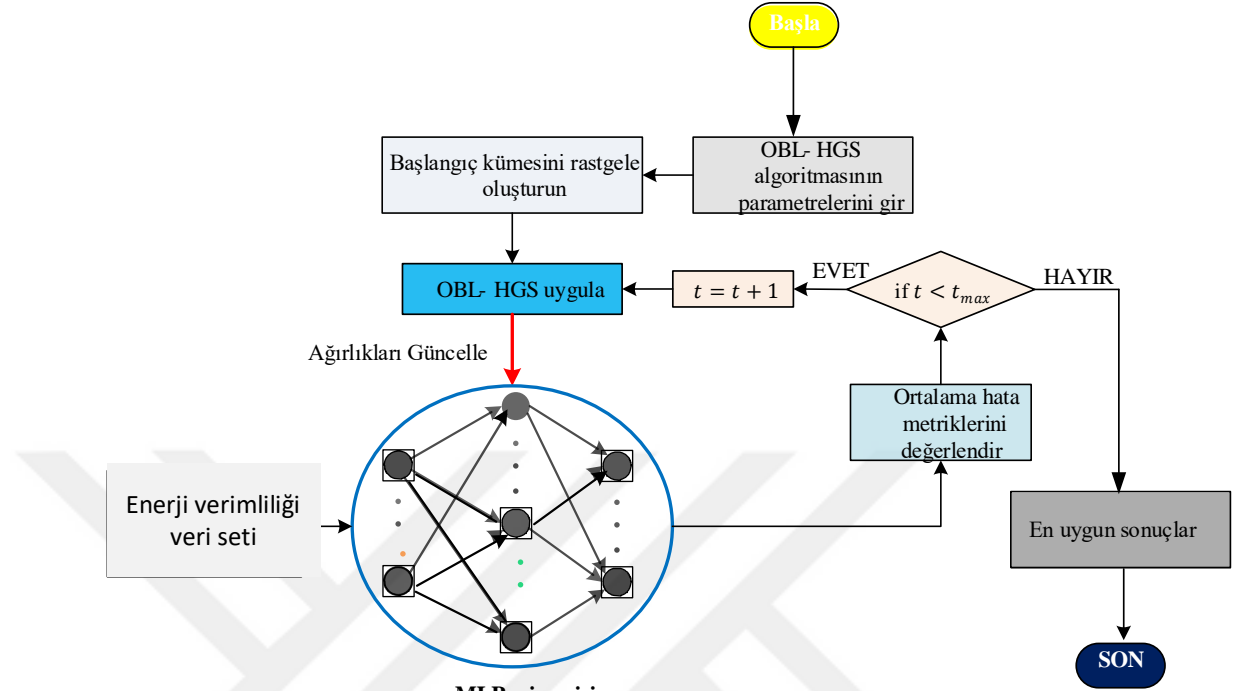 Başla
OBL- HGS
algoritmasının
parametrelerini gir
Başlangıç kümesini rastgele
oluşturun
OBL- HGS uygula
t = t + 1
EVET
if t < tmax
HAYIR
Ağırlıkları Güncelle
Ortalama hata
metriklerini
değerlendir
Enerji verimliliği
veri seti
En uygun sonuçlar
SON